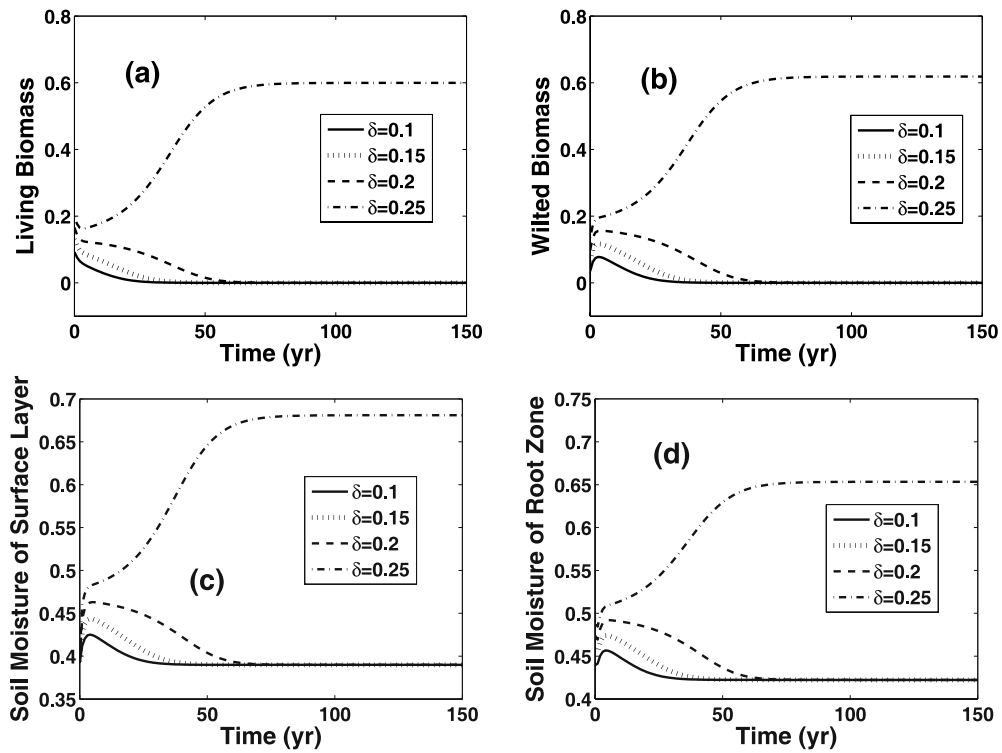 0.8
0.6
0.4
0.2
0
Living Biomass
(a)
δ=0.1
δ=0.15
δ=0.2
δ=0.25
0 50 100 150
Time (yr)
0.8
0.6
0.4
0.2
0
Wilted Biomass
(b)
δ=0.1
δ=0.15
δ=0.2
δ=0.25
0 50 100 150
Time (yr)
0.7
0.65
0.6
0.55
0.5
0.45
0.4
0.35
Soil Moisture of Surface Layer
(c)
δ=0.1
δ=0.15
δ=0.2
δ=0.25
0 50 100 150
Time (yr)
0.75
0.7
0.65
0.6
0.55
0.5
0.45
0.4
Soil Moisture of Root Zone
(d)
δ=0.1
δ=0.15
δ=0.2
δ=0.25
0 50 100 150
Time (yr)